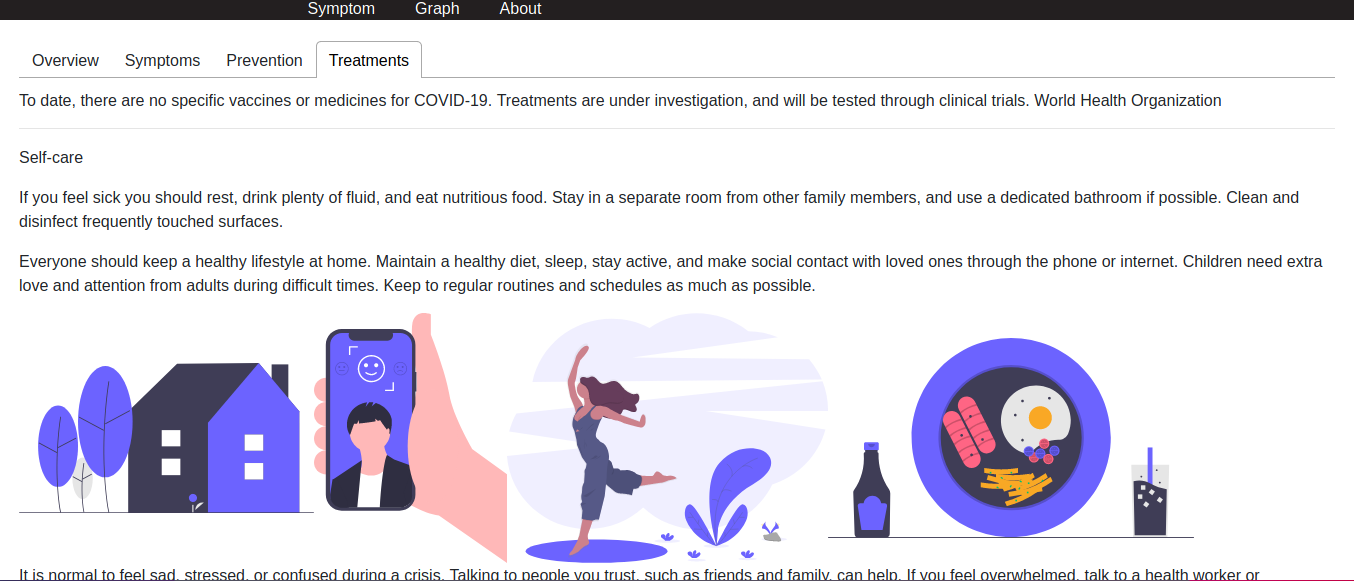 Symptom Graph About
Overview Symptoms Prevention Treatments
To date, there are no specific vaccines or medicines for COVID-19. Treatments are under investigation, and will be tested through clinical trials. World Health Organization
Self-care
If you feel sick you should rest, drink plenty of fluid, and eat nutritious food. Stay in a separate room from other family members, and use a dedicated bathroom if possible. Clean and
disinfect frequently touched surfaces.
Everyone should keep a healthy lifestyle at home. Maintain a healthy diet, sleep, stay active, and make social contact with loved ones through the phone or internet. Children need extra
love and attention from adults during difficult times. Keep to regular routines and schedules as much as possible.
It is normal to feel sad, stressed, or confused during a crisis. Talking to people you trust, such as friends and family, can help. If you feel overwhelmed, talk to a health worker or